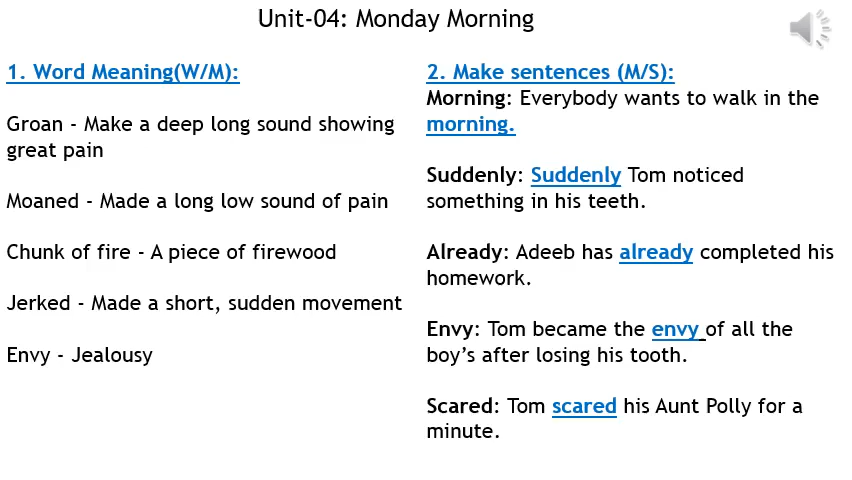 Unit-04: Monday Morning
1. Word Meaning(W/M):
Groan - Make a deep long sound showing
great pain
Moaned - Made a long low sound of pain
Chunk of fire - A piece of firewood
Jerked - Made a short, sudden movement
Envy - Jealousy
2. Make sentences (M/S):
Morning: Everybody wants to walk in the
morning.
Suddenly: Suddenly Tom noticed
something in his teeth.
Already: Adeeb has already completed his
homework.
Envy: Tom became the envy of all the
boy’s after losing his tooth.
Scared: Tom scared his Aunt Polly for a
minute.